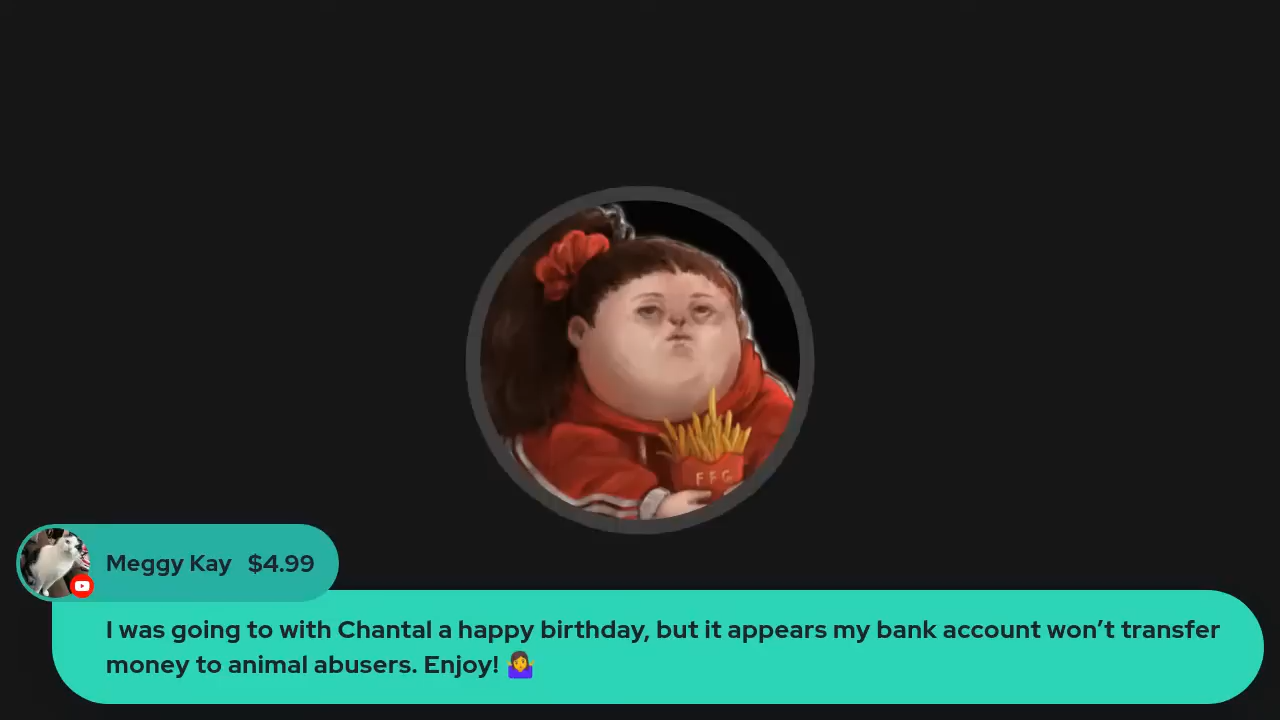 FFG
Meggy Kay $4.99
I was going to with Chantal a happy birthday, but it appears my bank account won’t transfer
money to animal abusers. Enjoy! 🤷‍♀️